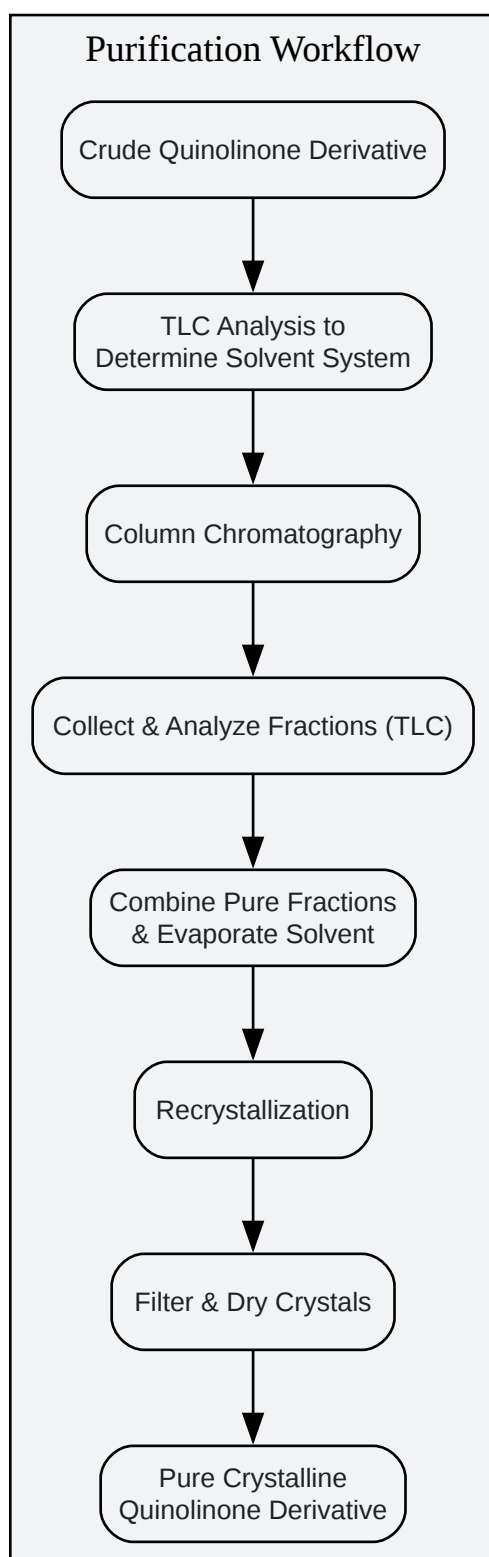 Purification Workflow
Crude Quinolinone Derivative
TLC Analysis to
Determine Solvent System
Column Chromatography
Collect & Analyze Fractions (TLC)
Combine Pure Fractions
& Evaporate Solvent
Recrystallization
Filter & Dry Crystals
Pure Crystalline
Quinolinone Derivative